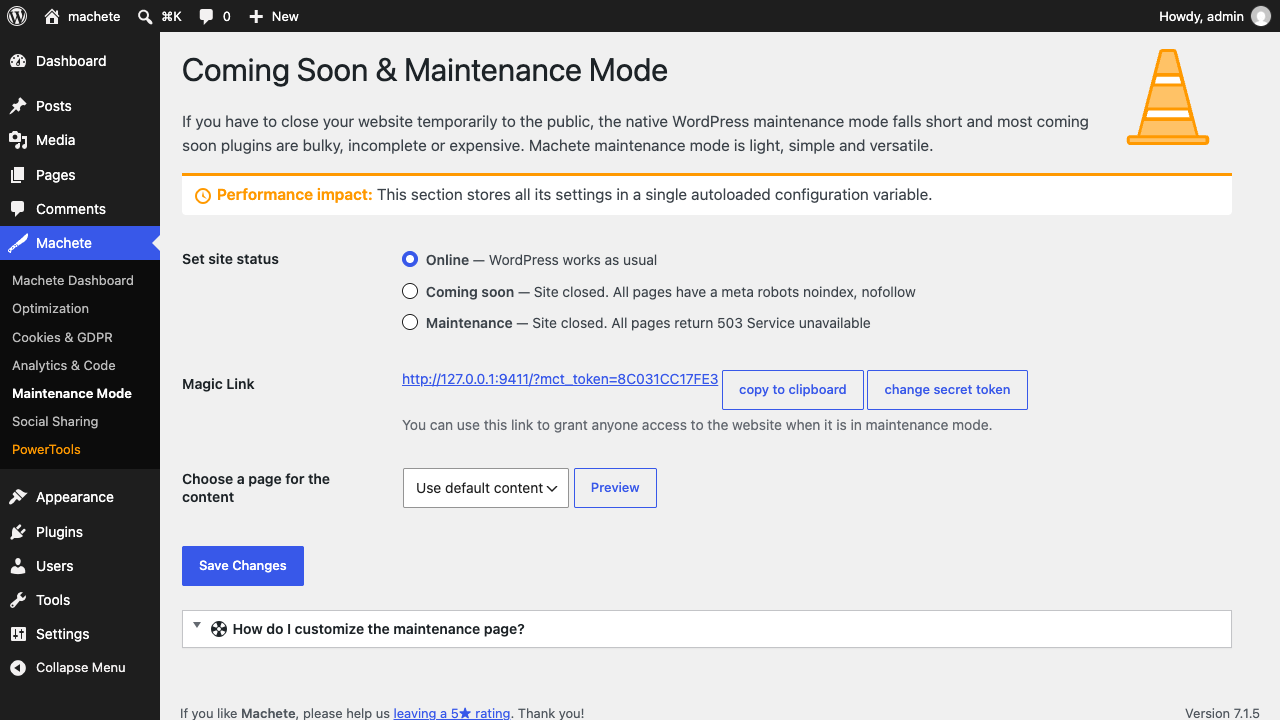 machete
⌘K
0
New
Howdy, admin
Dashboard
Posts
Media
Pages
Comments
Machete
Machete Dashboard
Optimization
Cookies & GDPR
Analytics & Code
Maintenance Mode
Social Sharing
PowerTools
Appearance
Plugins
Users
Tools
Settings
Collapse Menu
Coming Soon & Maintenance Mode
If you have to close your website temporarily to the public, the native WordPress maintenance mode falls short and most coming
soon plugins are bulky, incomplete or expensive. Machete maintenance mode is light, simple and versatile.
Performance impact: This section stores all its settings in a single autoloaded configuration variable.
Set site status
Online — WordPress works as usual
Coming soon — Site closed. All pages have a meta robots noindex, nofollow
Maintenance — Site closed. All pages return 503 Service unavailable
Magic Link
http://127.0.0.1:9411/?mct_token=8C031CC17FE3 copy to clipboard change secret token
You can use this link to grant anyone access to the website when it is in maintenance mode.
Choose a page for the
content
Use default content Preview
Save Changes
How do I customize the maintenance page?
If you like Machete, please help us leaving a 5★ rating. Thank you!
Version 7.1.5